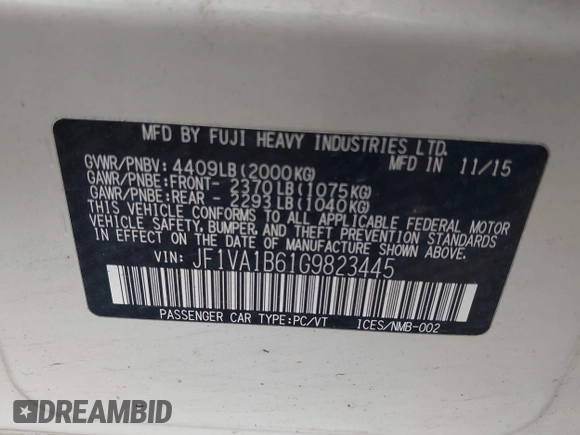 MFD BY FUJI HEAVY INDUSTRIES LTD.
GVWR/PNBV: 4409LB(2000KG) MFD IN 11/15
GAWR/PNBE:FRONT- 2370LB(1075KG)
GAWR/PNBE:REAR - 2293LB(1040KG)
THIS VEHICLE CONFORMS TO ALL APPLICABLE FEDERAL MOTOR
VEHICLE SAFETY, BUMPER, AND THEFT PREVENTION STANDARDS
IN EFFECT ON THE DATE OF MANUFACTURE SHOWN ABOVE.
VIN: JF1VA1B61G9823445
PASSENGER CAR TYPE:PC/VT ICES/NMB-002
DREAMBID